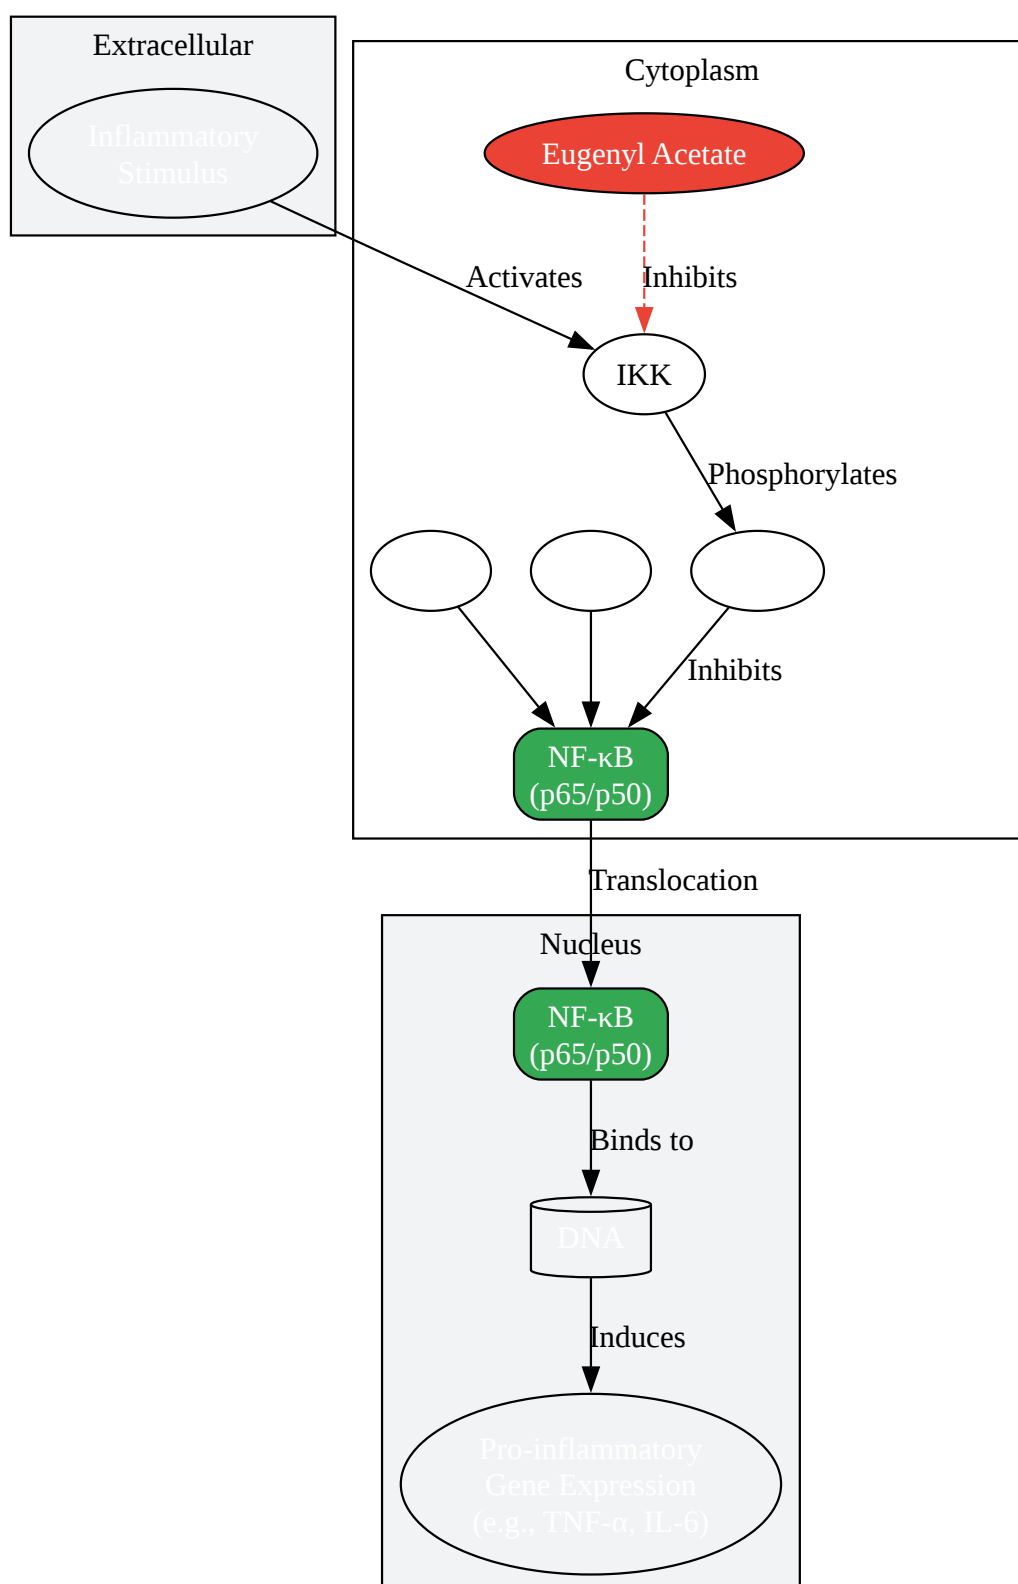 Extracellular
Inflammatory
Stimulus
Cytoplasm
Eugenyl Acetate
Activates
Inhibits
IKK
Phosphorylates
Inhibits
NF-κB
(p65/p50)
Translocation
Nucleus
NF-κB
(p65/p50)
Binds to
DNA
Induces
Pro-inflammatory
Gene Expression
(e.g., TNF-α, IL-6)